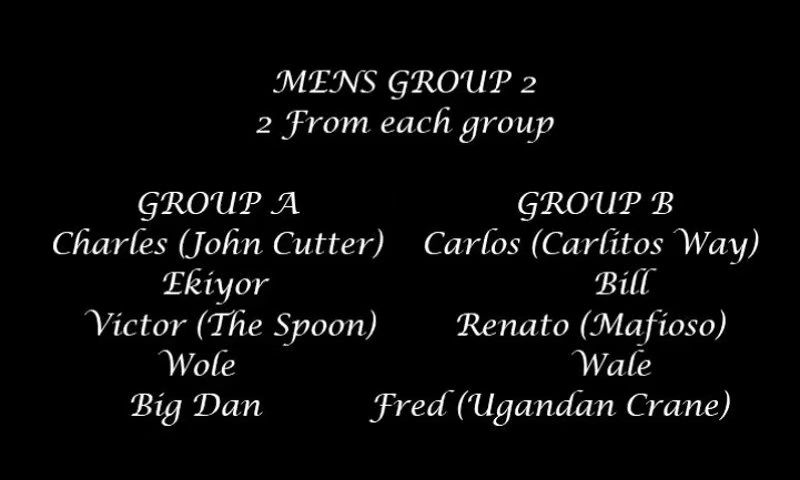 MENS GROUP 2
2 From each group
GROUP A
Charles (John Cutter)
Ekiyor
Victor (The Spoon)
Wole
Big Dan
GROUP B
Carlos (Carlitos Way)
Bill
Renato (Mafioso)
Wale
Fred (Ugandan Crane)